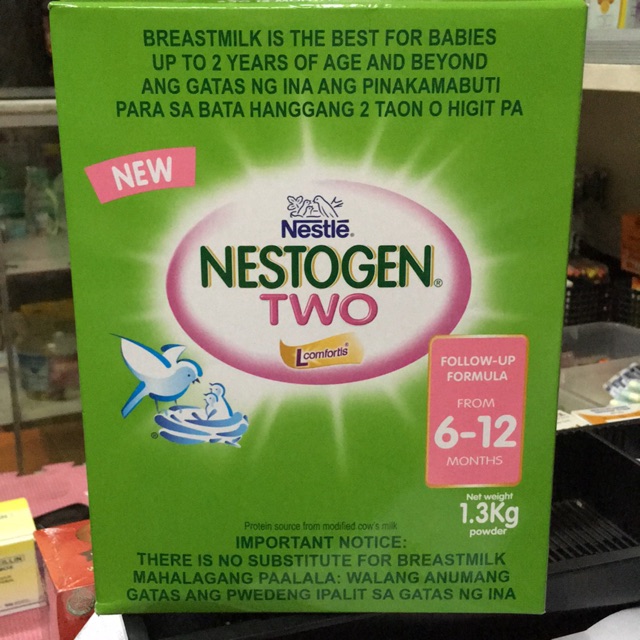 BREASTMILK IS THE BEST FOR BABIES
UP TO 2 YEARS OF AGE AND BEYOND
ANG GATAS NG INA ANG PINAKAMABUTI
PARA SA BATA HANGGANG 2 TAON O HIGIT PA
NEW
Nestlé®
NESTOGEN®
TWO
L comfortis
FOLLOW-UP
FORMULA
FROM
6-12
MONTHS
Net weight
1.3Kg
powder
Protein source from modified cow's milk
IMPORTANT NOTICE:
THERE IS NO SUBSTITUTE FOR BREASTMILK
MAHALAGANG PAALALA: WALANG ANUMANG
GATAS ANG PWEDENG IPALIT SA GATAS NG INA